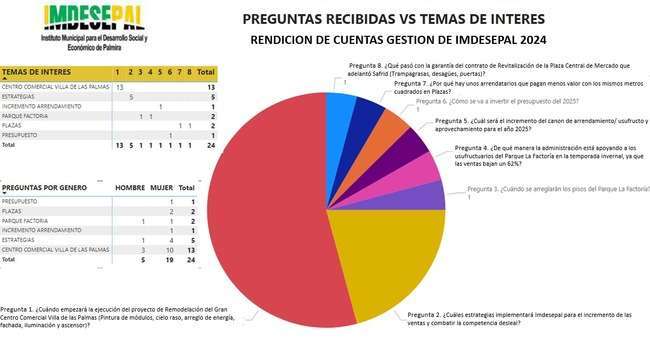 IMDESEPAL
Instituto Municipal para el Desarrollo Social y
Económico de Palmira
PREGUNTAS RECIBIDAS VS TEMAS DE INTERES
RENDICION DE CUENTAS GESTION DE IMDESEPAL 2024
TEMAS DE INTERES 1 2 3 4 5 6 7 8 Total
CENTRO COMERCIAL VILLA DE LAS PALMAS 13 13
ESTRATEGIAS 5 5
INCREMENTO ARRENDAMIENTO 1 1
PARQUE FACTORIA 1 1 2
PLAZAS 1 1 2
PRESUPUESTO 1 1
Total 13 5 1 1 1 1 1 1 24
PREGUNTAS POR GENERO HOMBRE MUJER Total
PRESUPUESTO 1 1
PLAZAS 2 2
PARQUE FACTORIA 1 1 2
INCREMENTO ARRENDAMIENTO 1 1
ESTRATEGIAS 1 4 5
CENTRO COMERCIAL VILLA DE LAS PALMAS 3 10 13
Total 5 19 24
Pregunta 8. ¿Qué pasó con la garantía del contrato de Revitalización de la Plaza Central de Mercado que
adelantó Safrid (Trampagrasas, desagües, puertas)?
Pregunta 7. ¿Por qué hay unos arrendatarios que pagan menos valor con los mismos metros
cuadrados en Plazas?
Pregunta 6. ¿Cómo se va a invertir el presupuesto del 2025?
1
Pregunta 5. ¿Cuál será el incremento del canon de arrendamiento/ usufructo y
aprovechamiento para el año 2025?
Pregunta 4. ¿De qué manera la administración está apoyando a los
usufructuarios del Parque La Factoría en la temporada invernal, ya que
las ventas bajan un 62%?
Pregunta 3. ¿Cuándo se arreglarán los pisos del Parque La Factoría?
1
Pregunta 2. ¿Cuáles estrategias implementará Imdesepal para el incremento de
las ventas y combatir la competencia desleal?
Pregunta 1. ¿Cuándo empezará la ejecución del proyecto de Remodelación del Gran
Centro Comercial Villa de las Palmas (Pintura de módulos, cielo raso, arreglo de energía,
fachada, iluminación y ascensor)?